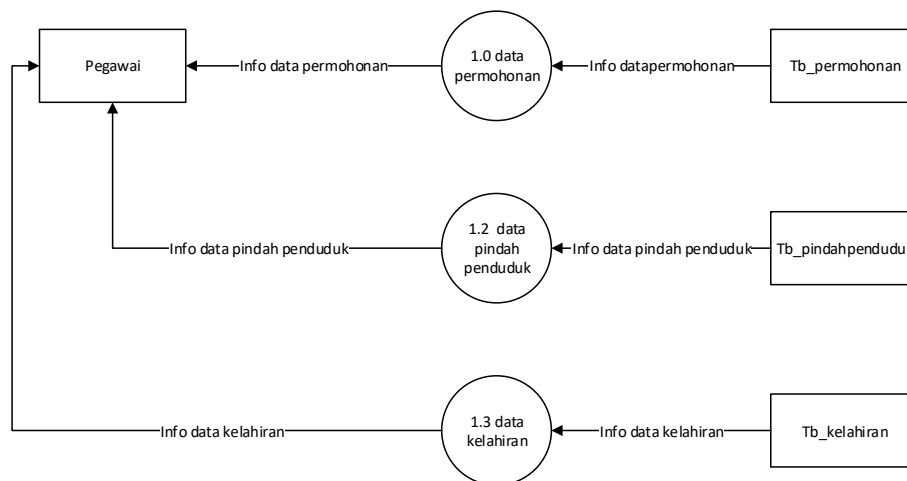 Pegawai
Info data permohonan
1.0 data
permohonan
Info datapermohonan
Tb_permohonan
Info data pindah penduduk
1.2 data
pindah
penduduk
Info data pindah penduduk
Tb_pindahpendudu
Info data kelahiran
1.3 data
kelahiran
Info data kelahiran
Tb_kelahiran